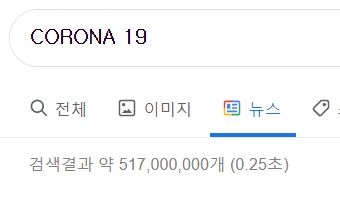 CORONA 19
전체 이미지 뉴스
검색결과 약 517,000,000개 (0.25초)